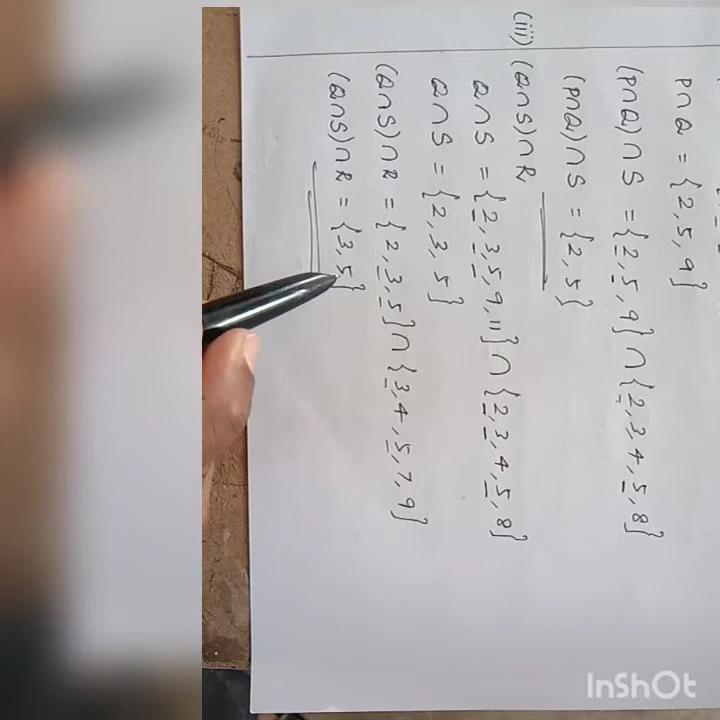 P∩Q = {2,5,9}
(P∩Q)∩S = {2,5,9}∩{2,3,4,5,8}
(P∩Q)∩S = {2,5}
(iii) (Q∩S)∩R
Q∩S = {2,3,5,9,11}∩{2,3,4,5,8}
Q∩S = {2,3,5}
(Q∩S)∩R = {2,3,5}∩{3,4,5,7,9}
(Q∩S)∩R = {3,5}
InShOt